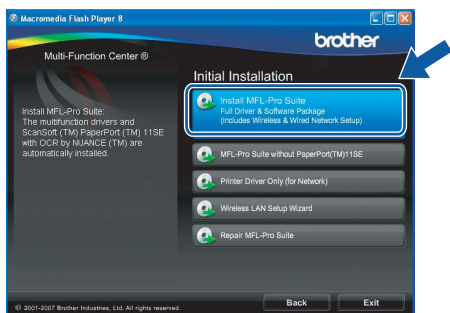 Macromedia Flash Player 8
brother
Multi-Function Center ®
Initial Installation
Install MFL-Pro Suite:
The multifunction drivers and
ScanSoft (TM) PaperPort (TM) 11SE
with OCR by NUANCE (TM) are
automatically installed.
Install MFL-Pro Suite
Full Driver & Software Package
(Includes Wireless & Wired Network Setup)
MFL-Pro Suite without PaperPort(TM)11SE
Printer Driver Only (for Network)
Wireless LAN Setup Wizard
Repair MFL-Pro Suite
© 2001-2007 Brother Industries, Ltd. All rights reserved.
Back
Exit